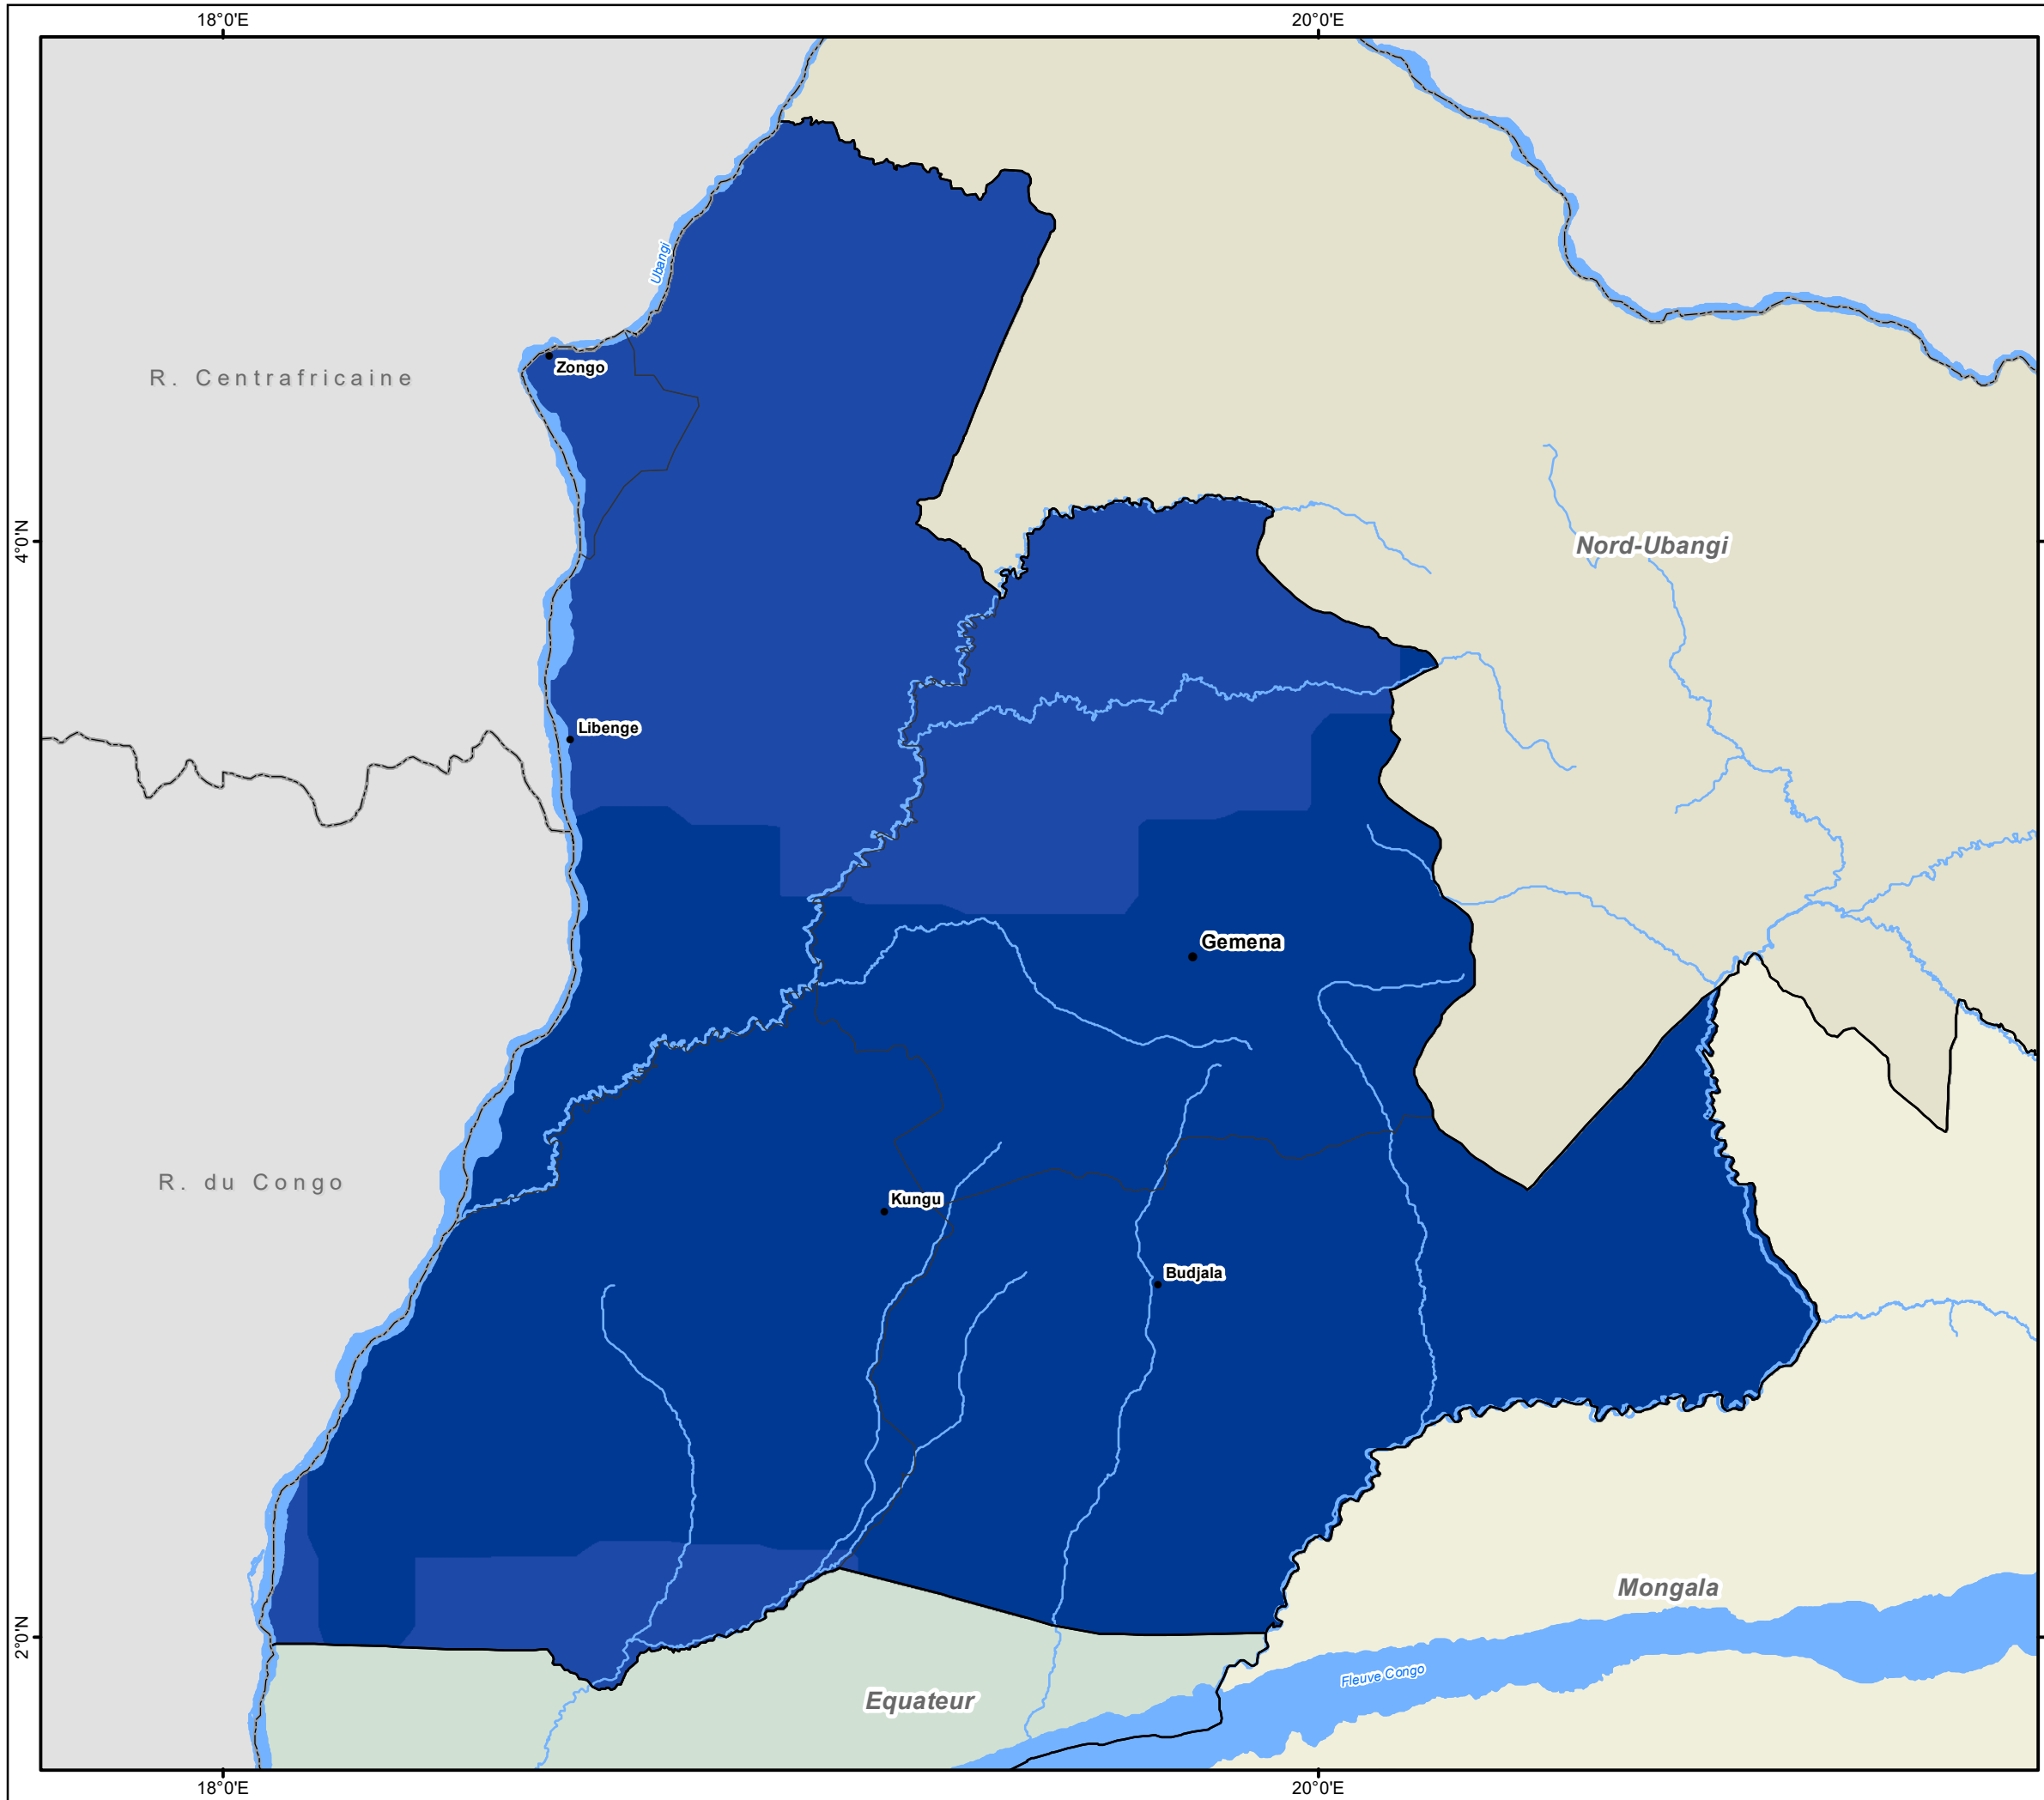 18°0'E
20°0'E
Ubangi
Zongo
R. Centrafricaine
4°0'N
Nord-Ubangi
Libenge
Gemena
R. du Congo
Kungu
Budjala
2°0'N
Mongala
Fleuve Congo
Equateur
18°0'E
20°0'E